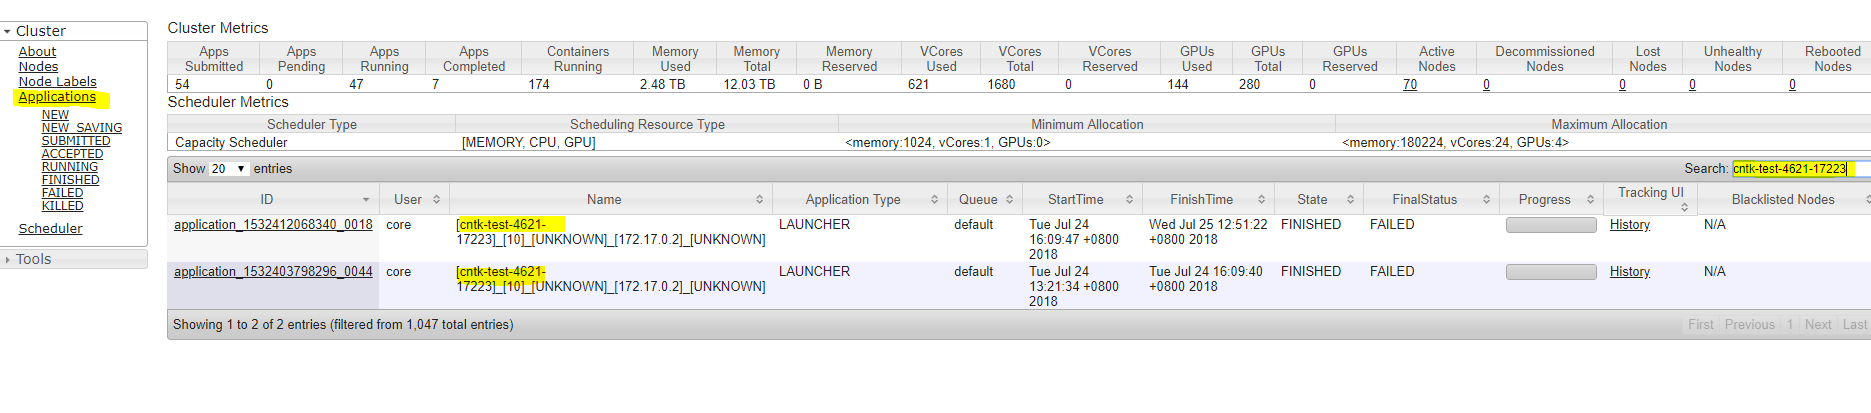 Cluster
About
Nodes
Node Labels
Applications
NEW
NEW_SAVING
SUBMITTED
ACCEPTED
RUNNING
FINISHED
FAILED
KILLED
Scheduler
Tools
Cluster Metrics
Apps Submitted Apps Pending Apps Running Apps Completed Containers Running Memory Used Memory Total Memory Reserved VCores Used VCores Total VCores Reserved GPUs Used GPUs Total GPUs Reserved Active Nodes Decommissioned Nodes Lost Nodes Unhealthy Nodes Rebooted Nodes
54 0 47 7 174 2.48 TB 12.03 TB 0 B 621 1680 0 144 280 0 70 0 0 0 0
Scheduler Metrics
Scheduler Type Scheduling Resource Type Minimum Allocation Maximum Allocation
Capacity Scheduler [MEMORY, CPU, GPU] <memory:1024, vCores:1, GPUs:0> <memory:180224, vCores:24, GPUs:4>
Show 20 entries Search: cntk-test-4621-17223
ID User Name Application Type Queue StartTime FinishTime State FinalStatus Progress Tracking UI Blacklisted Nodes
application_1532412068340_0018 core [cntk-test-4621-17223]_[10]_[UNKNOWN]_[172.17.0.2]_[UNKNOWN] LAUNCHER default Tue Jul 24 16:09:47 +0800 2018 Wed Jul 25 12:51:22 +0800 2018 FINISHED FAILED History N/A
application_1532403798296_0044 core [cntk-test-4621-17223]_[10]_[UNKNOWN]_[172.17.0.2]_[UNKNOWN] LAUNCHER default Tue Jul 24 13:21:34 +0800 2018 Tue Jul 24 16:09:40 +0800 2018 FINISHED FAILED History N/A
Showing 1 to 2 of 2 entries (filtered from 1,047 total entries) First Previous 1 Next Last